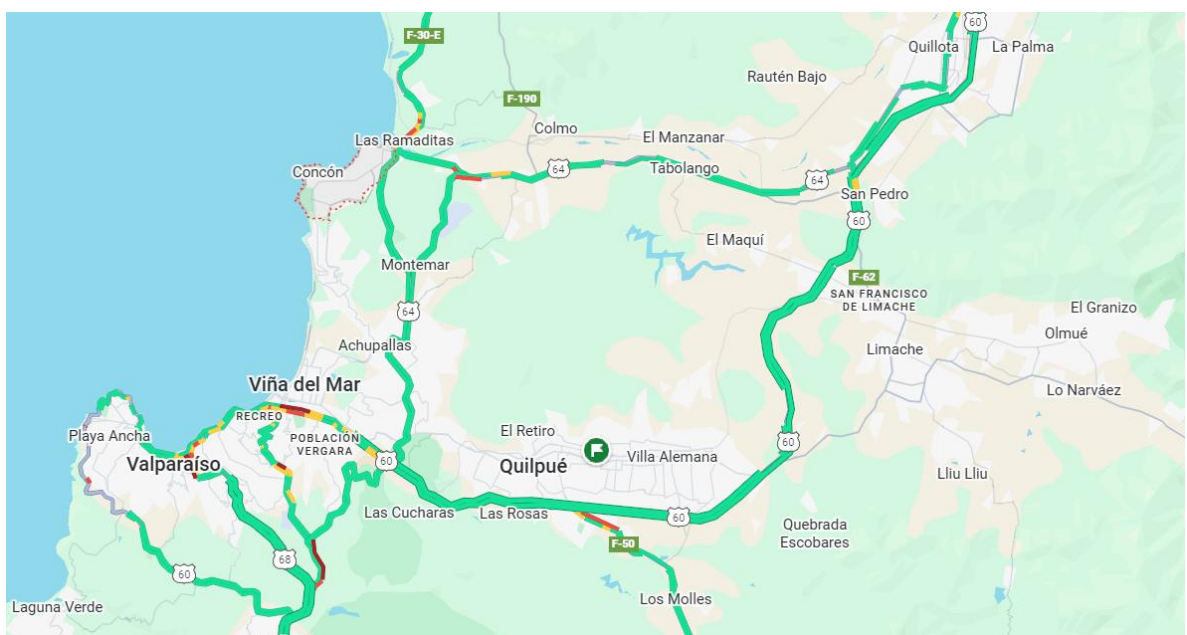 60
Quillota
La Palma
F-30-E
Rautén Bajo
F-190
Colmo
El Manzanar
Las Ramaditas
Concón
64
Tabolango
64
San Pedro
60
El Maquí
Montemar
F-62
SAN FRANCISCO
DE LIMACHE
El Granizo
64
Olmué
Achupallas
Limache
Viña del Mar
Lo Narváez
RECREO
Playa Ancha
POBLACIÓN
VERGARA
El Retiro
60
Valparaíso
60
Quilpué
Villa Alemana
Lliu Lliu
Las Cucharas
Las Rosas
60
Quebrada
Escobares
F-50
68
60
Los Molles
Laguna Verde